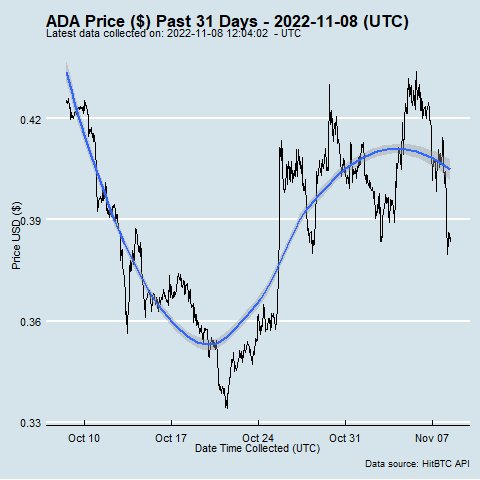 ADA Price ($) Past 31 Days - 2022-11-08 (UTC)
Latest data collected on: 2022-11-08 12:04:02 - UTC
0.42
0.39
0.36
0.33
Price USD ($)
Oct 10 Oct 17 Oct 24 Oct 31 Nov 07
Date Time Collected (UTC)
Data source: HitBTC API